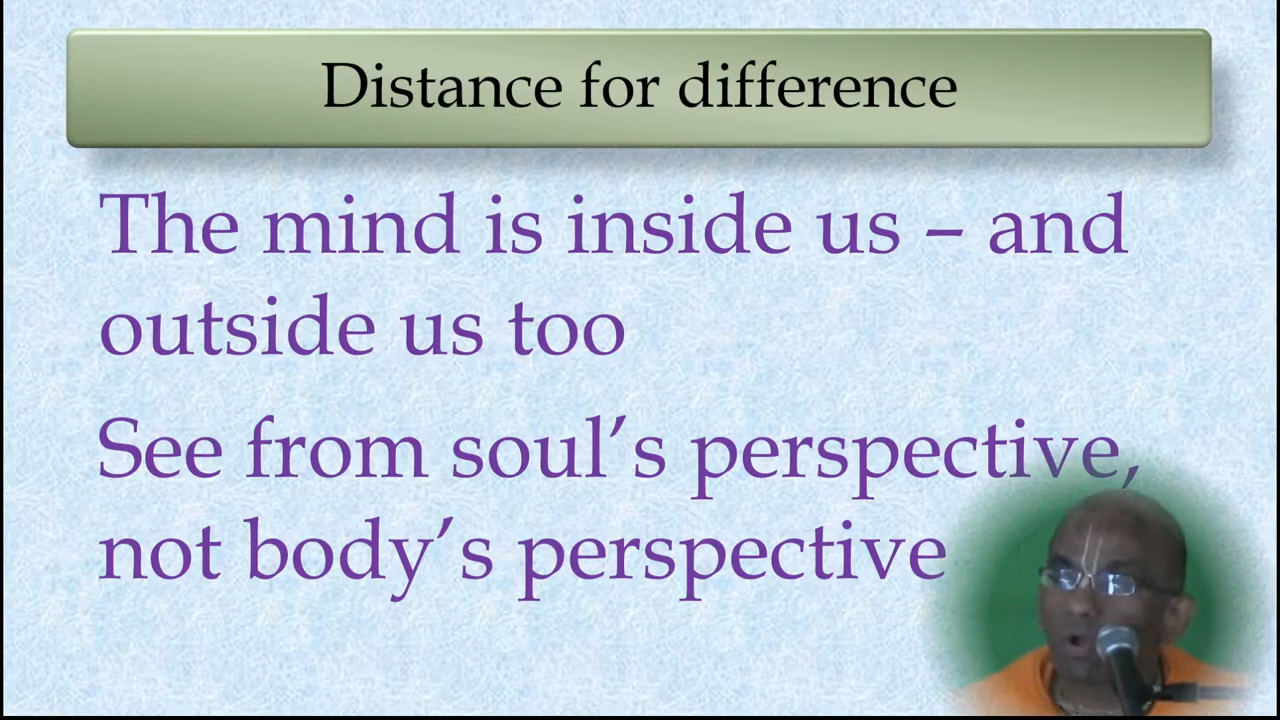 Distance for difference
The mind is inside us – and
outside us too
See from soul’s perspective,
not body’s perspective